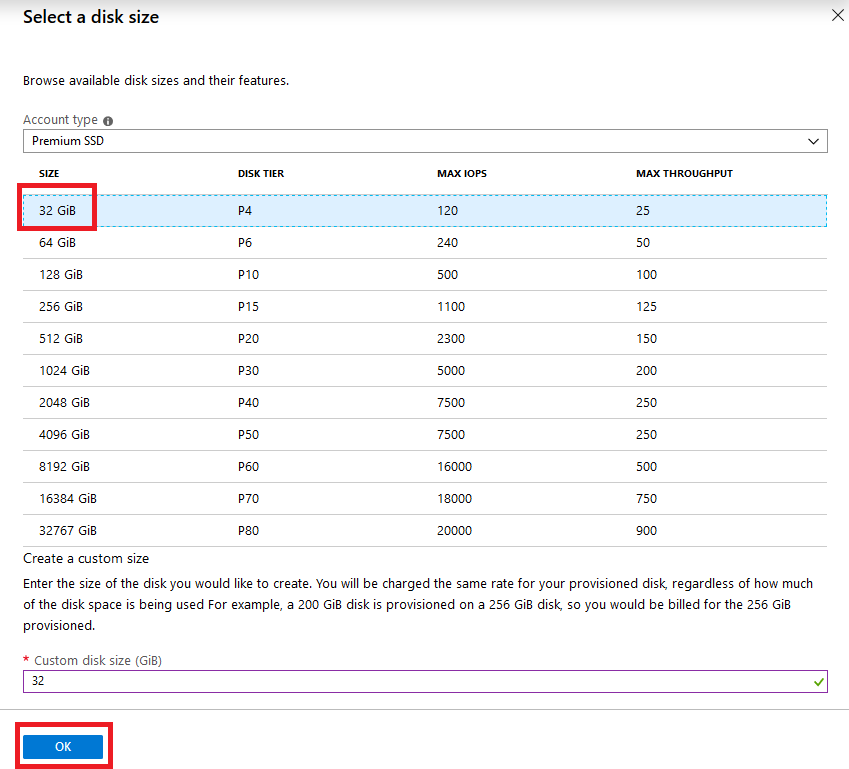 Select a disk size
Browse available disk sizes and their features.
Account type
Premium SSD
SIZE DISK TIER MAX IOPS MAX THROUGHPUT
32 GiB P4 120 25
64 GiB P6 240 50
128 GiB P10 500 100
256 GiB P15 1100 125
512 GiB P20 2300 150
1024 GiB P30 5000 200
2048 GiB P40 7500 250
4096 GiB P50 7500 250
8192 GiB P60 16000 500
16384 GiB P70 18000 750
32767 GiB P80 20000 900
Create a custom size
Enter the size of the disk you would like to create. You will be charged the same rate for your provisioned disk, regardless of how much
of the disk space is being used For example, a 200 GiB disk is provisioned on a 256 GiB disk, so you would be billed for the 256 GiB
provisioned.
* Custom disk size (GiB)
32
OK